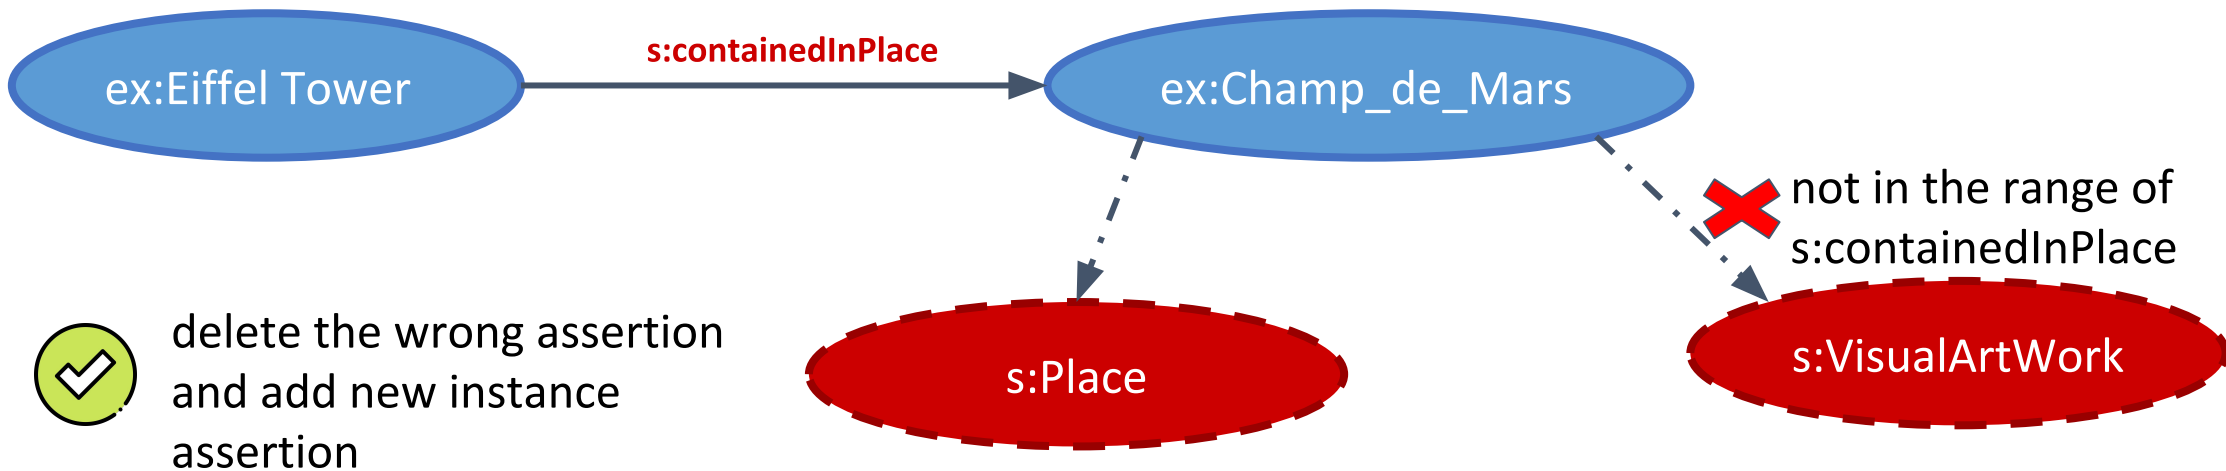 s:containedInPlace
ex:Eiffel Tower
ex:Champ_de_Mars
not in the range of
s:containedInPlace
delete the wrong assertion
and add new instance
assertion
s:Place
s:VisualArtWork